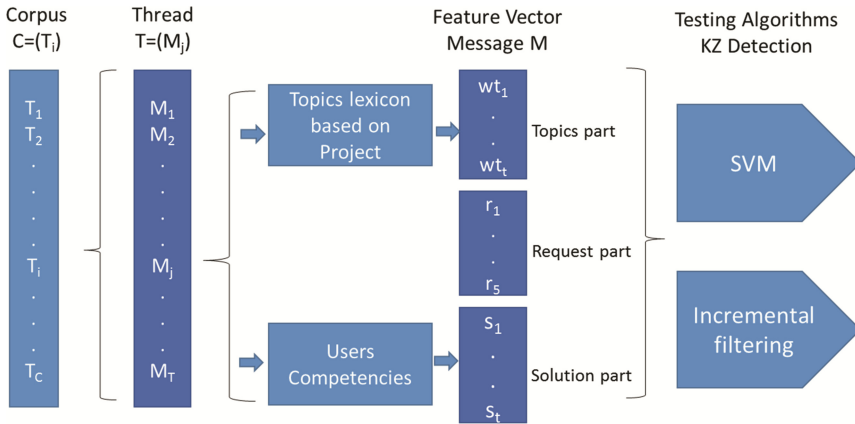 Corpus
C=(Tᵢ)
Thread
T=(Mⱼ)
Feature Vector
Message M
Testing Algorithms
KZ Detection
T₁
T₂
.
.
.
.
Tᵢ
.
.
.
T_C
M₁
M₂
.
.
.
.
Mⱼ
.
.
.
M_T
Topics lexicon
based on
Project
Users
Competencies
wt₁
.
.
wtₜ
Topics part
r₁
.
.
r₅
Request part
s₁
.
.
sₜ
Solution part
SVM
Incremental
filtering